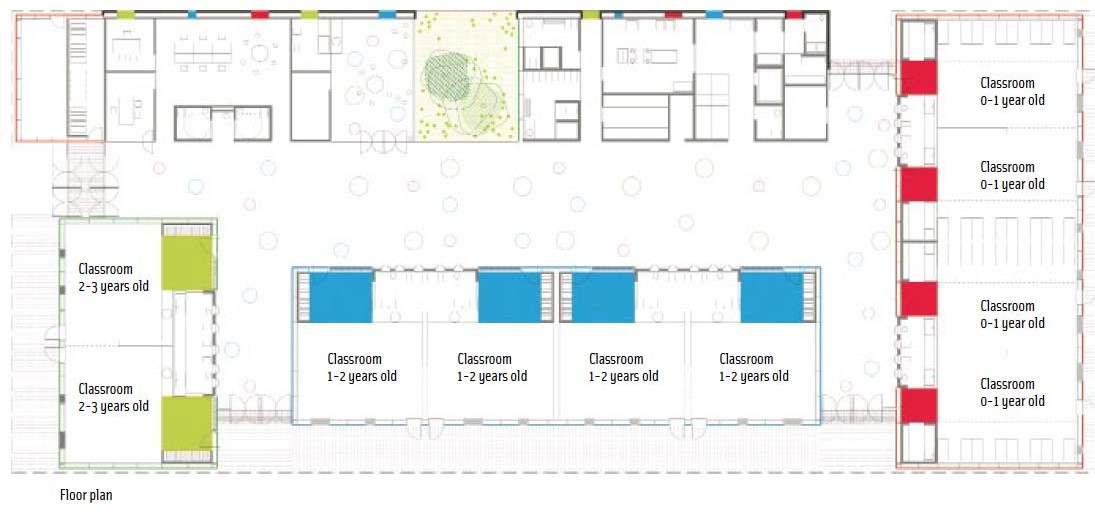 Classroom
0-1 year old
Classroom
0-1 year old
Classroom
2-3 years old
Classroom
0-1 year old
Classroom
1-2 years old
Classroom
1-2 years old
Classroom
1-2 years old
Classroom
1-2 years old
Classroom
2-3 years old
Classroom
0-1 year old
Floor plan